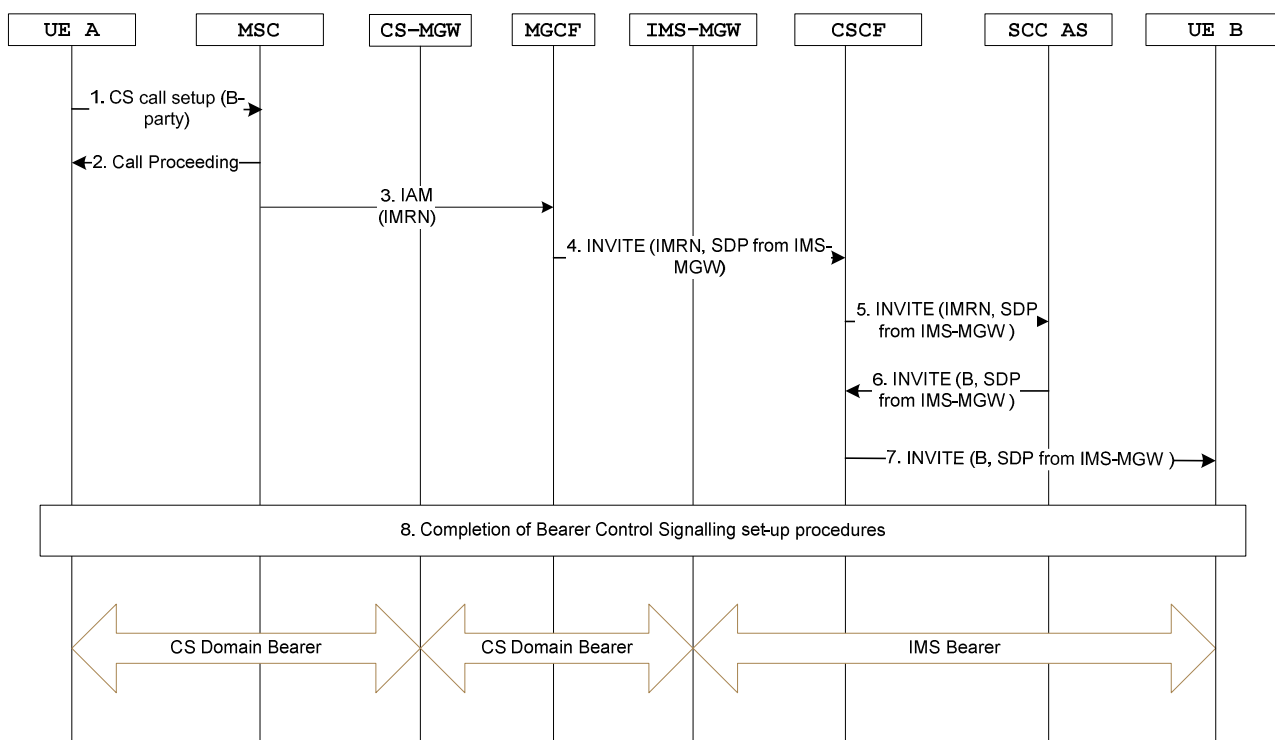 UE A
MSC
CS-MGW
MGCF
IMS-MGW
CSCF
SCC AS
UE B
1. CS call setup (B-
party)
2. Call Proceeding
3. IAM
(IMRN)
4. INVITE (IMRN, SDP from IMS-
MGW)
5. INVITE (IMRN, SDP
from IMS-MGW )
6. INVITE (B, SDP
from IMS-MGW)
7. INVITE (B, SDP from IMS-MGW )
8. Completion of Bearer Control Signalling set-up procedures
CS Domain Bearer
CS Domain Bearer
IMS Bearer